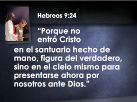 Hebreos 9:24
"Porque no
entró Cristo
en el santuario hecho de
mano, figura del verdadero,
sino en el cielo mismo para
presentarse ahora por
nosotros ante Dios."